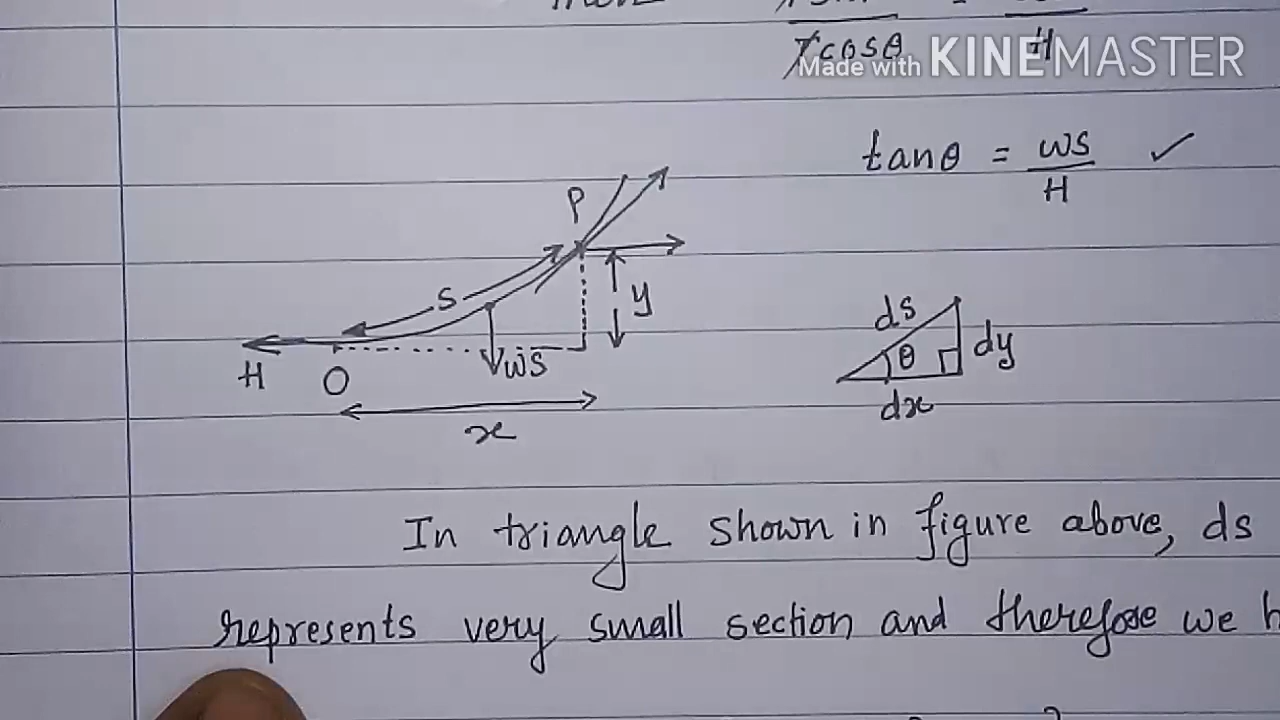 Tcosθ
H
Made with KINEMASTER
tanθ = ws/H ✓
P
S
y
ws
H
O
x
ds
θ
dy
dx
In triangle shown in figure above, ds
represents very small section and therefore we